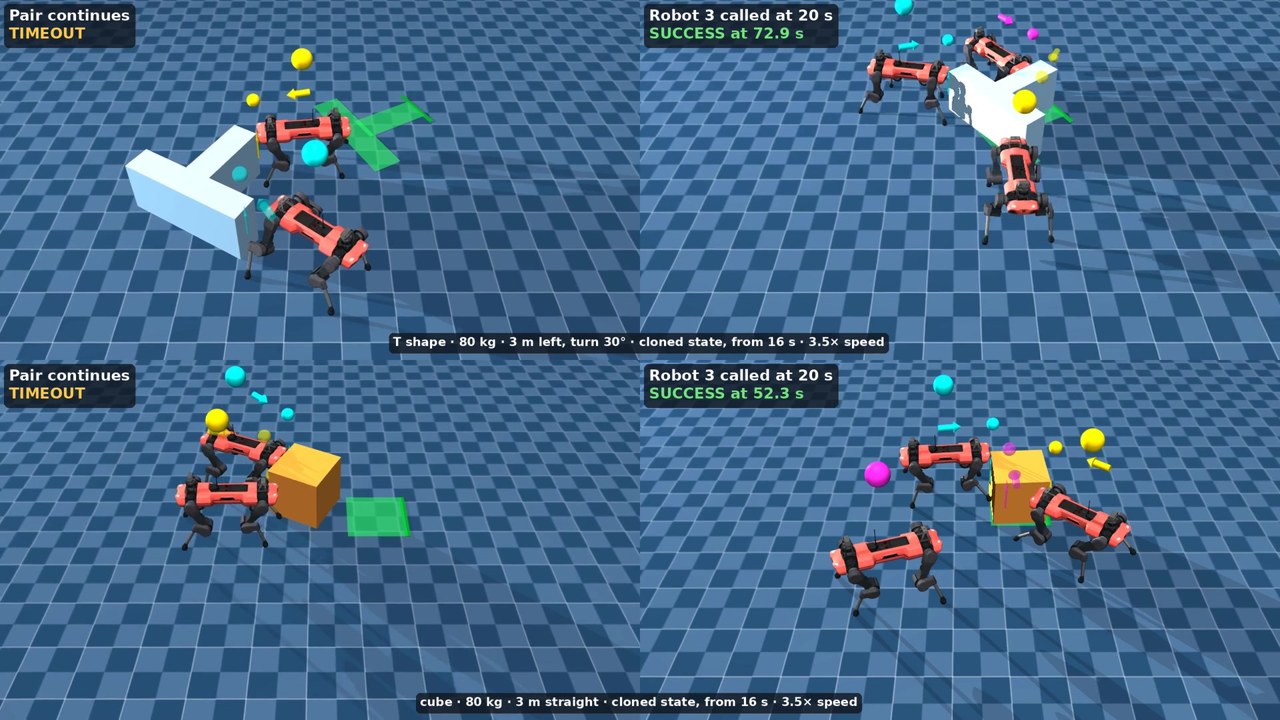 Pair continues
TIMEOUT
Robot 3 called at 20 s
SUCCESS at 72.9 s
T shape · 80 kg · 3 m left, turn 30° · cloned state, from 16 s · 3.5× speed
Pair continues
TIMEOUT
Robot 3 called at 20 s
SUCCESS at 52.3 s
cube · 80 kg · 3 m straight · cloned state, from 16 s · 3.5× speed